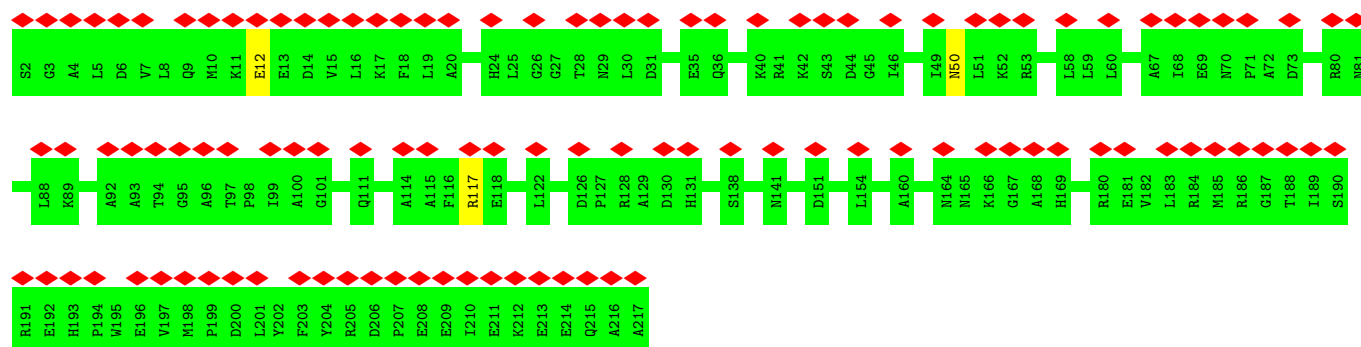 S2 G3 A4 L5 D6 V7 L8 Q9 M10 K11 E12 E13 D14 V15 L16 K17 F18 L19 A20 H24 L25 G26 G27 T28 N29 L30 D31 E35 Q36 K40 R41 K42 S43 D44 G45 I46 I49 N50 L51 K52 R53 L58 L59 L60 A67 I68 E69 N70 P71 A72 D73 R80 N81
L88 K89 A92 A93 T94 G95 A96 T97 P98 I99 A100 G101 Q111 A114 A115 F116 R117 E118 L122 D126 P127 R128 A129 D130 H131 S138 N141 D151 L154 A160 N164 N165 K166 G167 A168 H169 R180 E181 V182 L183 R184 M185 R186 G187 T188 I189 S190
R191 E192 H193 P194 W195 E196 V197 M198 P199 D200 L201 Y202 F203 Y204 R205 D206 P207 E208 E209 I210 E211 K212 E213 E214 Q215 A216 A217